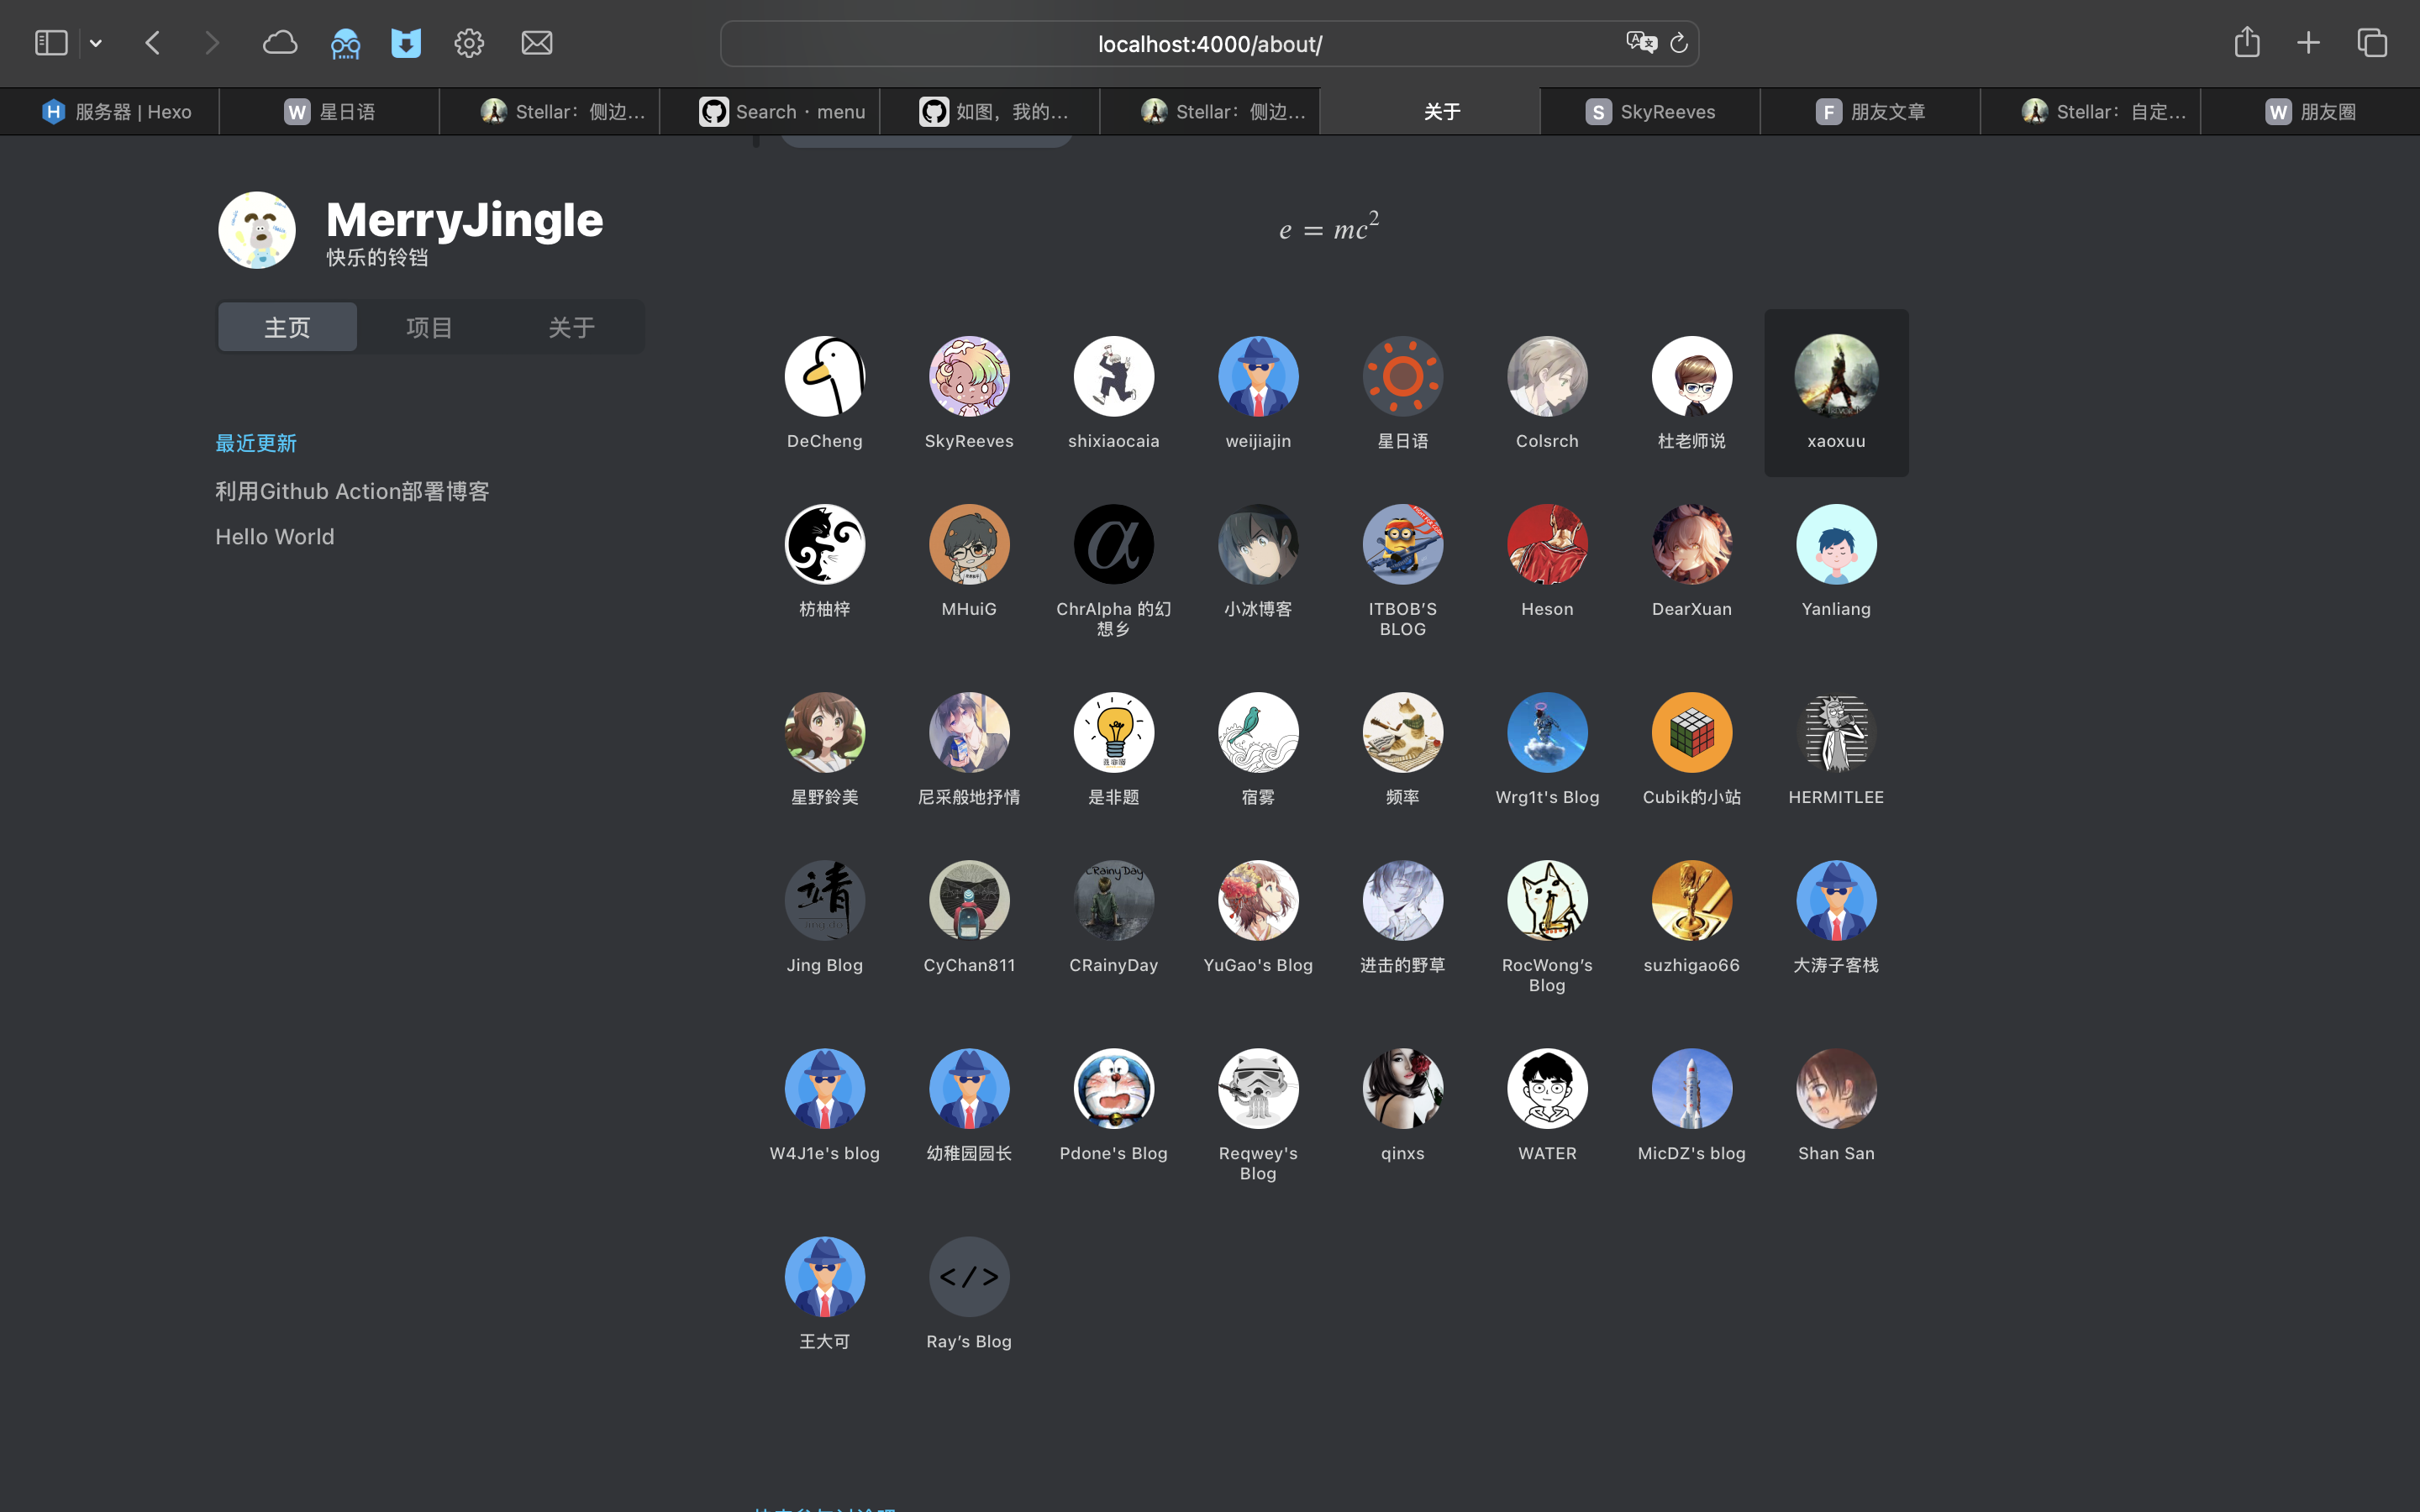 localhost:4000/about/
服务器 | Hexo
W 星日语
Stellar：侧边...
Search · menu
如图，我的...
Stellar：侧边...
关于
S SkyReeves
F 朋友文章
Stellar：自定...
W 朋友圈
MerryJingle
快乐的铃铛
主页 项目 关于
最近更新
利用Github Action部署博客
Hello World
e = mc²
DeCheng
SkyReeves
shixiaocaia
weijiajin
星日语
Colsrch
杜老师说
xaoxuu
枋柚梓
MHuiG
ChrAlpha 的幻
想乡
小冰博客
ITBOB’S
BLOG
Heson
DearXuan
Yanliang
星野鈴美
尼采般地抒情
是非题
宿雾
频率
Wrg1t's Blog
Cubik的小站
HERMITLEE
靖
Jing Blog
CyChan811
CRainyDay
CRainyDay
YuGao's Blog
进击的野草
RocWong’s
Blog
suzhigao66
大涛子客栈
W4J1e's blog
幼稚园园长
Pdone's Blog
Reqwey's
Blog
qinxs
WATER
MicDZ's blog
Shan San
王大可
</>
Ray’s Blog